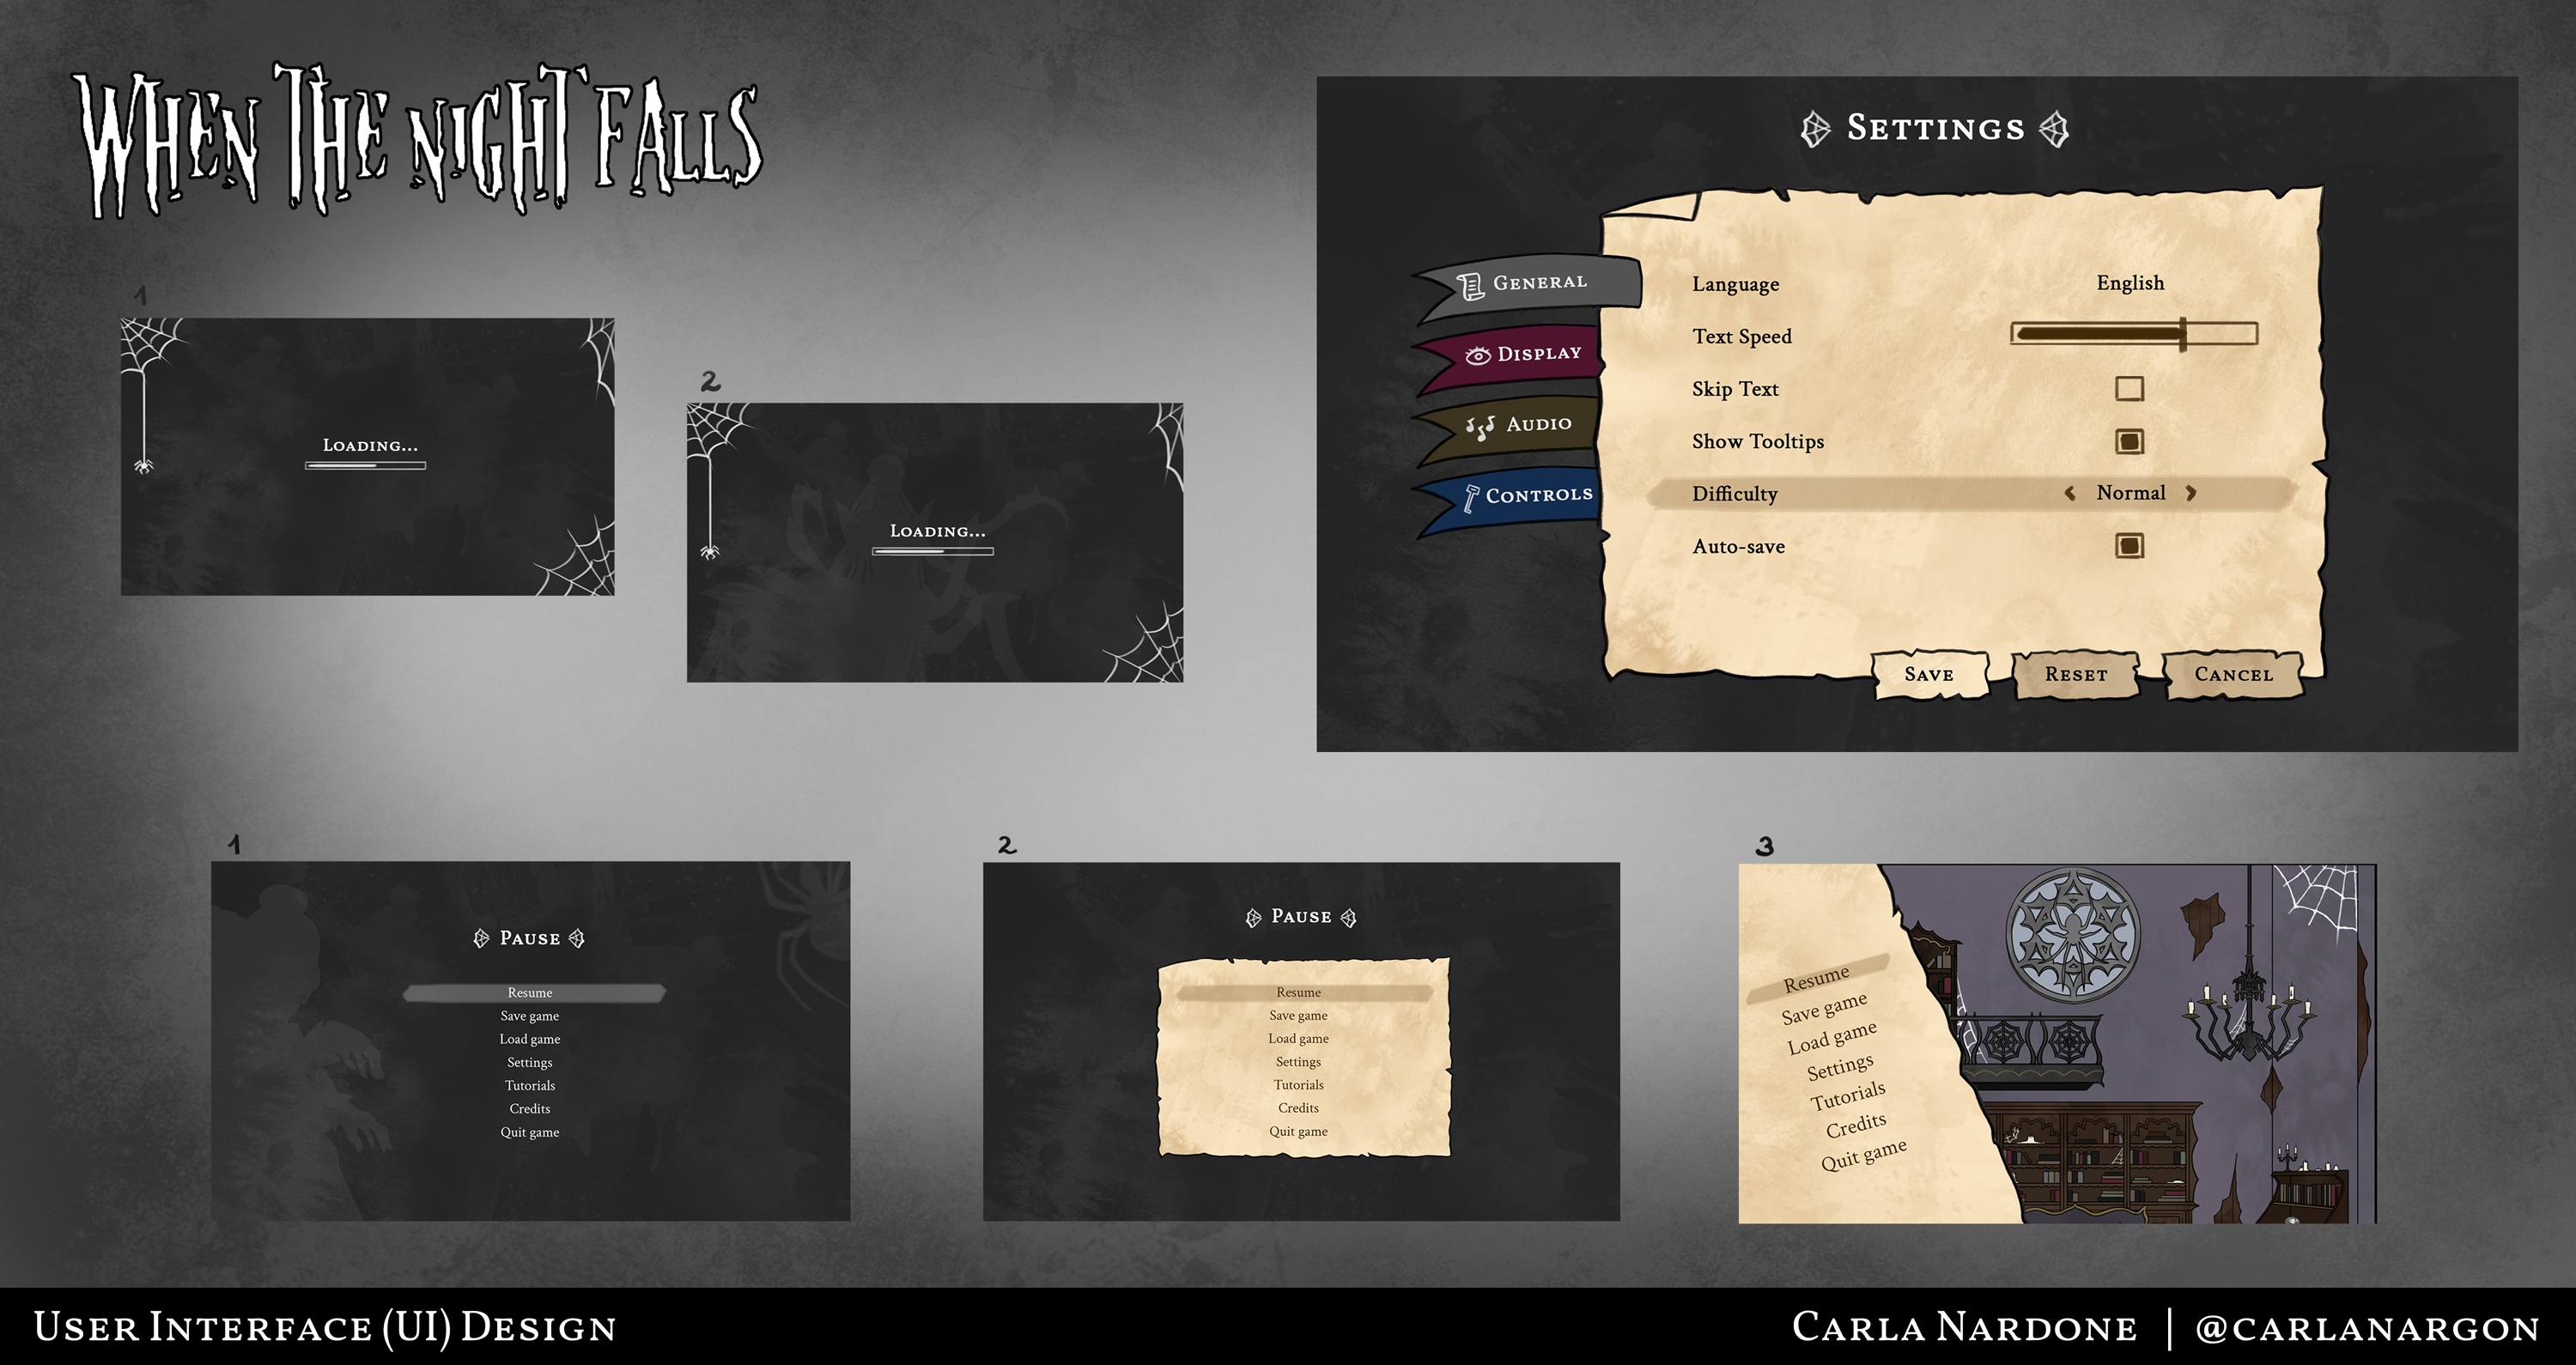 WHEN THE NIGHT FALLS
1
LOADING...
2
LOADING...
SETTINGS
GENERAL
DISPLAY
AUDIO
CONTROLS
Language English
Text Speed
Skip Text
Show Tooltips
Difficulty < Normal >
Auto-save
SAVE RESET CANCEL
1
PAUSE
Resume
Save game
Load game
Settings
Tutorials
Credits
Quit game
2
PAUSE
Resume
Save game
Load game
Settings
Tutorials
Credits
Quit game
3
Resume
Save game
Load game
Settings
Tutorials
Credits
Quit game
USER INTERFACE (UI) DESIGN
CARLA NARDONE | @CARLANARGON